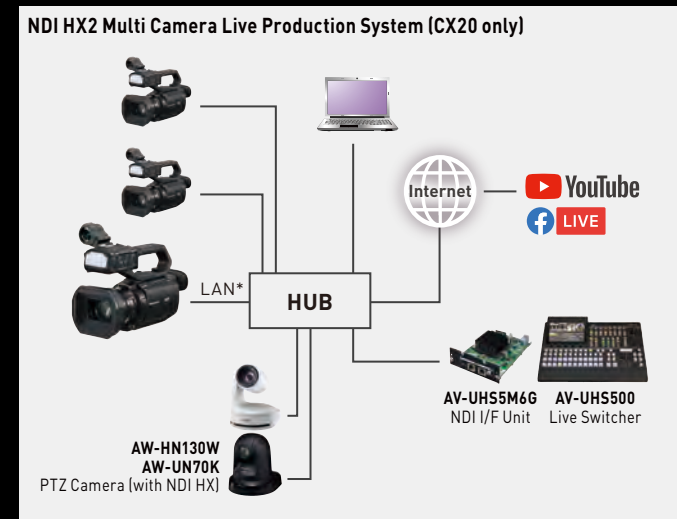 NDI HX2 Multi Camera Live Production System (CX20 only)
Internet
YouTube
f LIVE
LAN*
HUB
AV-UHS5M6G
NDI I/F Unit
AV-UHS500
Live Switcher
AW-HN130W
AW-UN70K
PTZ Camera (with NDI HX)